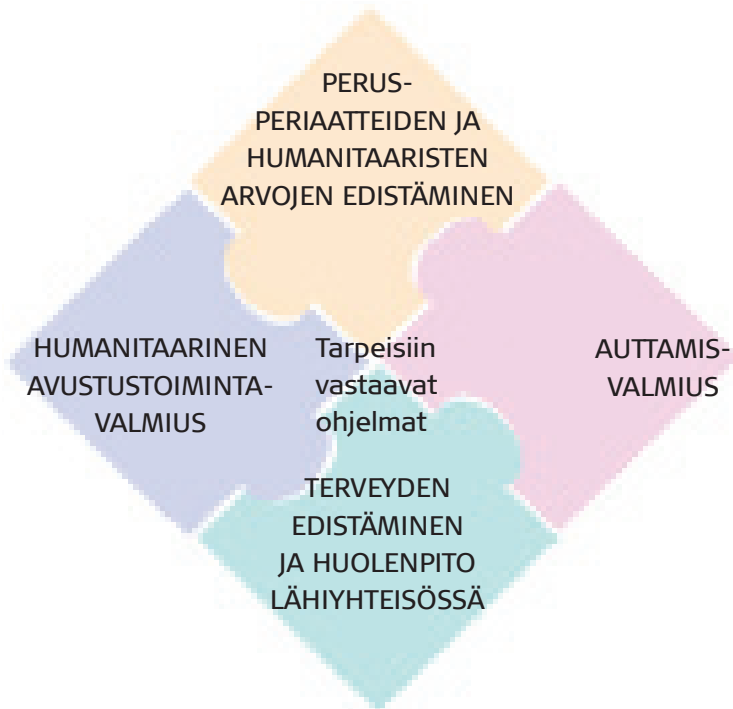 PERUS-
PERIAATTEIDEN JA
HUMANITAARISTEN
ARVOJEN EDISTÄMINEN
HUMANITAARINEN
AVUSTUSTOIMINTA-
VALMIUS
Tarpeisiin
vastaavat
ohjelmat
AUTTAMIS-
VALMIUS
TERVEYDEN
EDISTÄMINEN
JA HUOLENPITO
LÄHIYHTEISÖSSÄ